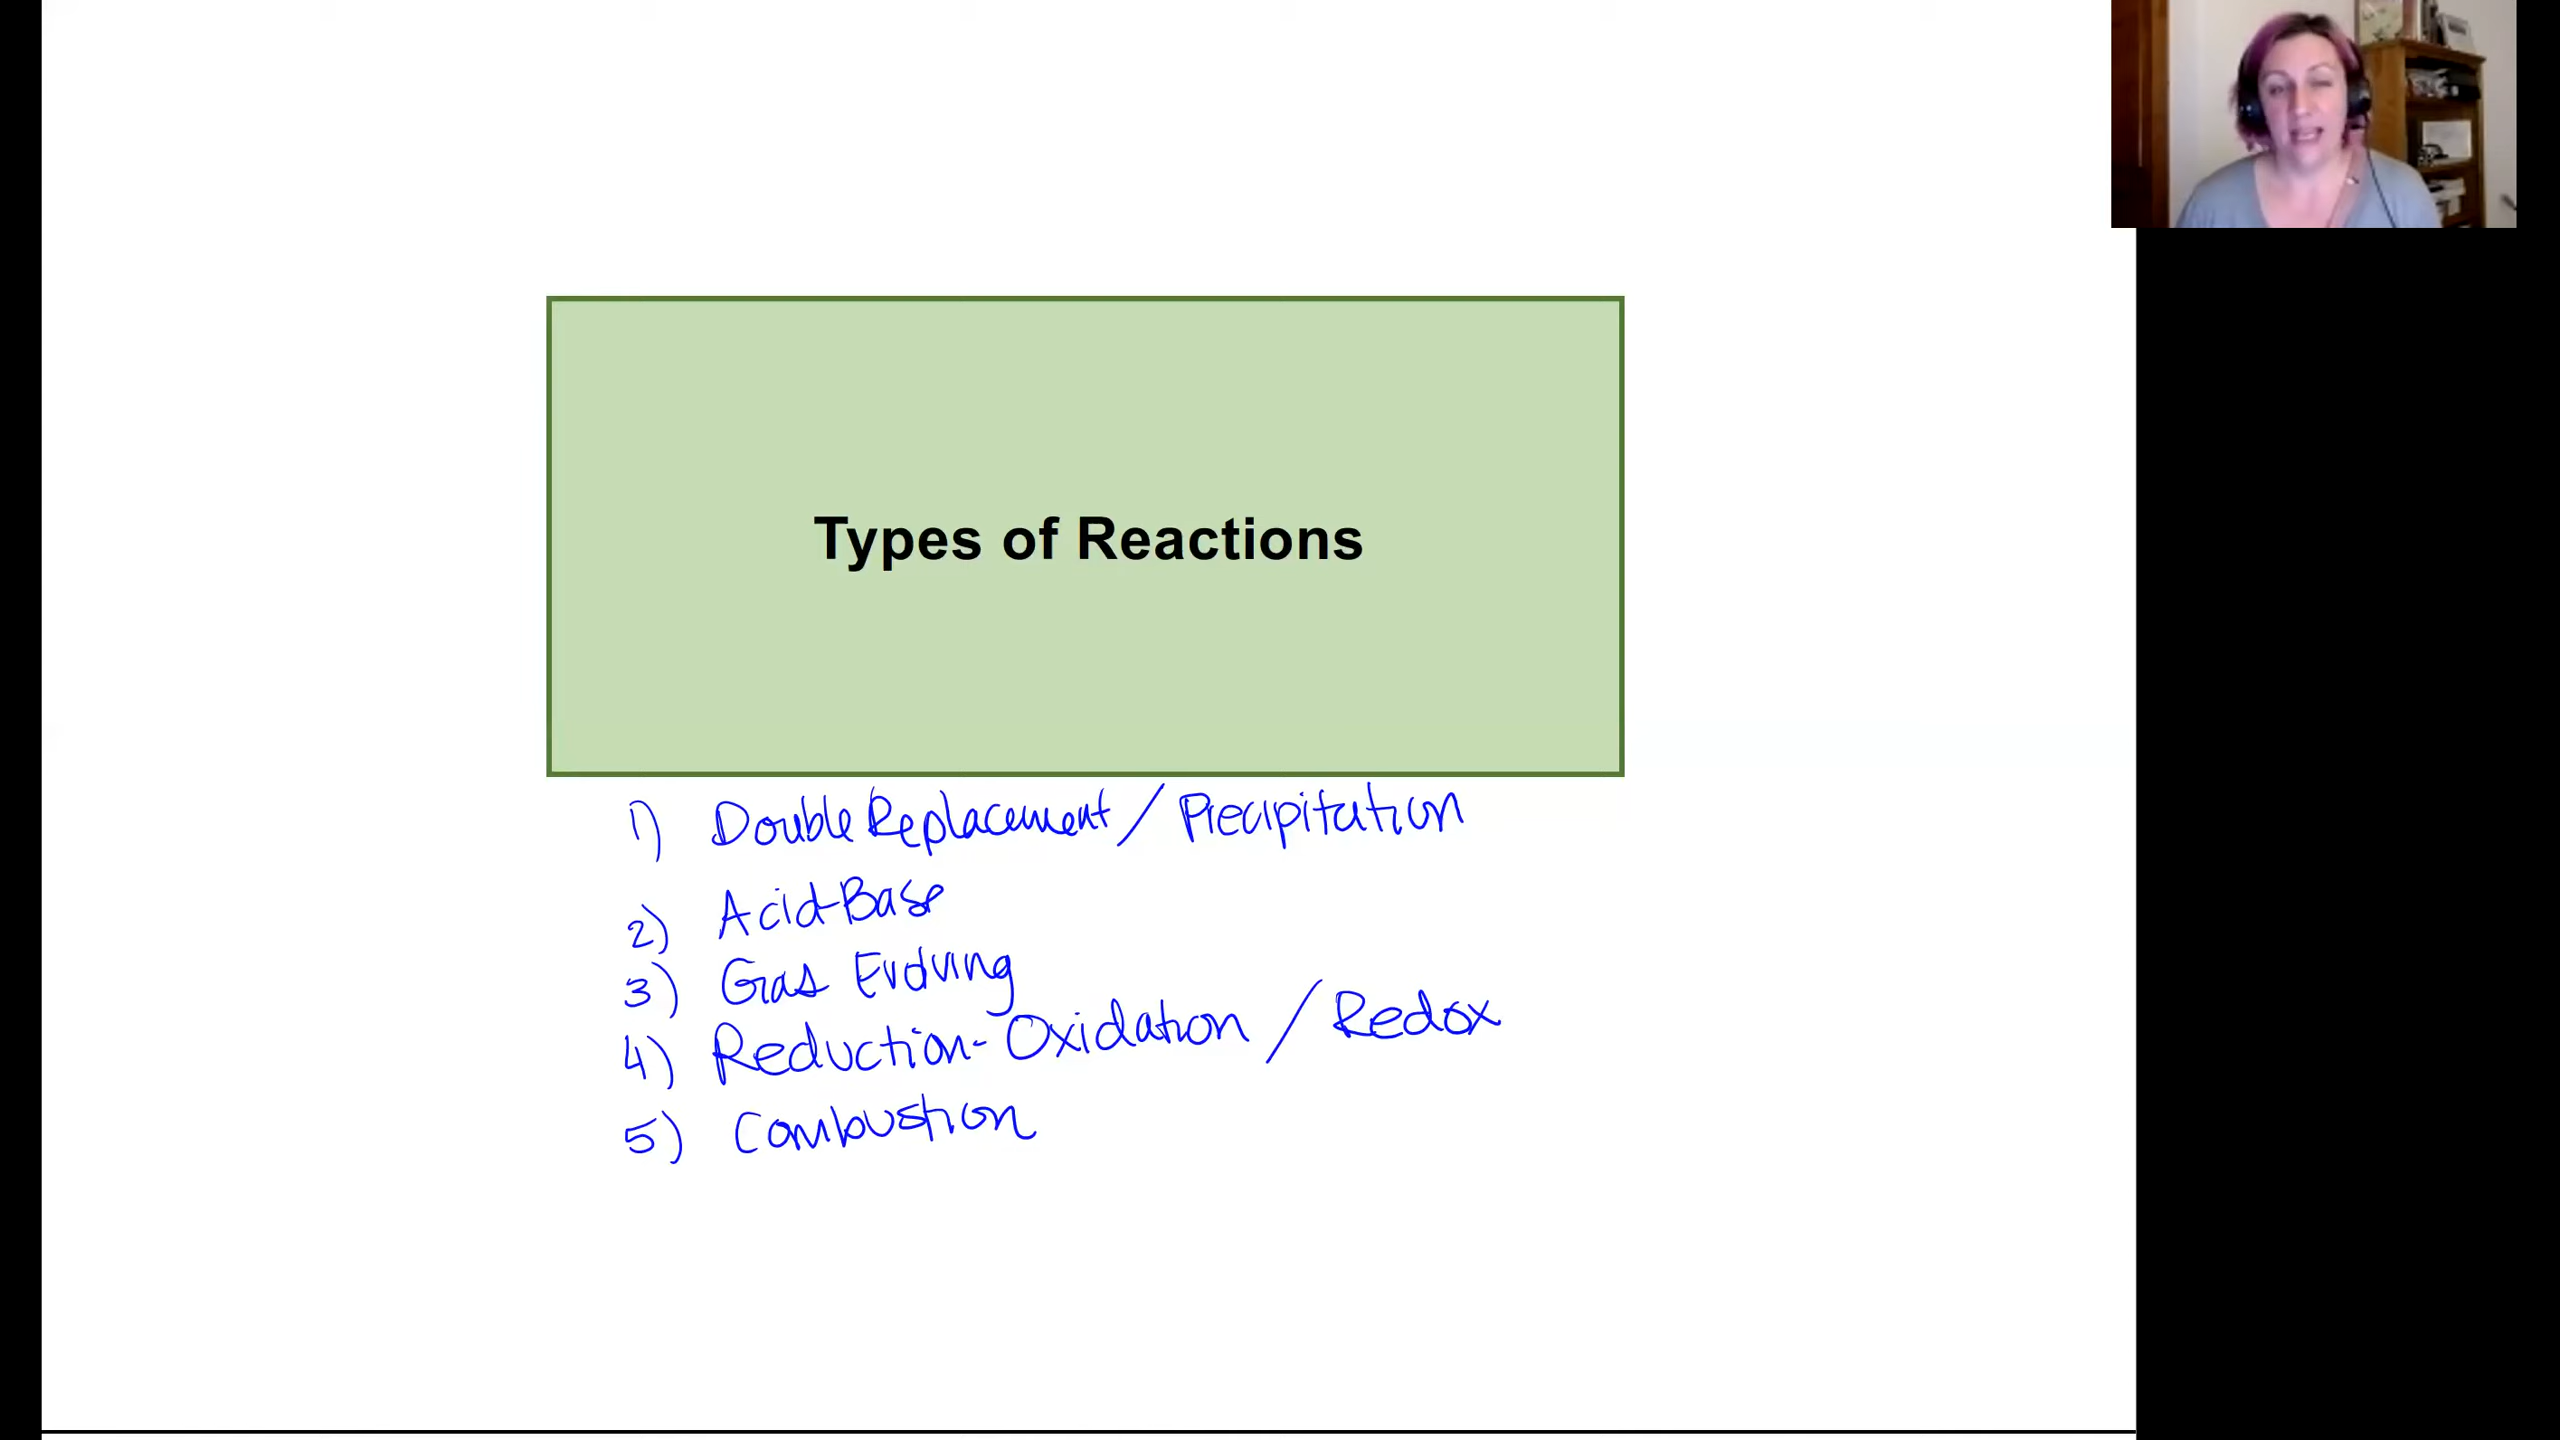 Types of Reactions
1) Double Replacement / Precipitation
2) Acid-Base
3) Gas Evolving
4) Reduction-Oxidation / Redox
5) Combustion